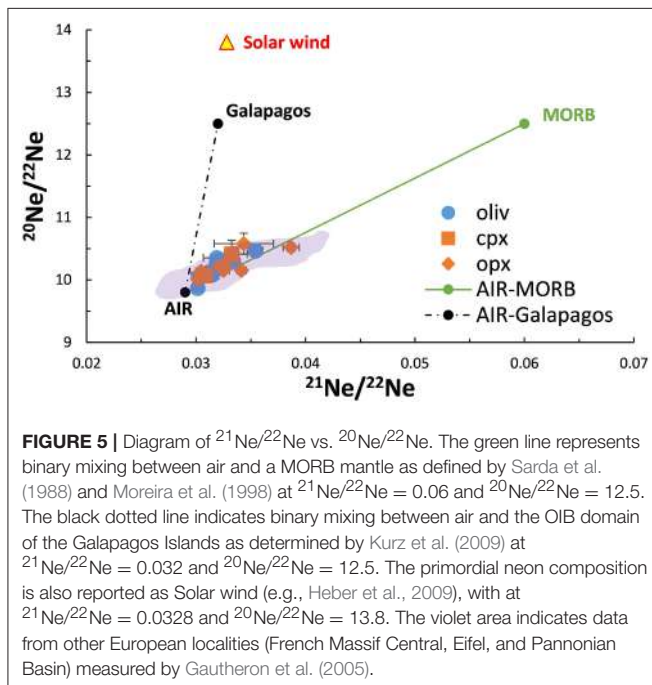 14
13
12
11
10
9
²⁰Ne/²²Ne
Solar wind
Galapagos
MORB
oliv
cpx
opx
AIR-MORB
AIR-Galapagos
AIR
0.02 0.03 0.04 0.05 0.06 0.07
²¹Ne/²²Ne
FIGURE 5 | Diagram of ²¹Ne/²²Ne vs. ²⁰Ne/²²Ne. The green line represents
binary mixing between air and a MORB mantle as defined by Sarda et al.
(1988) and Moreira et al. (1998) at ²¹Ne/²²Ne = 0.06 and ²⁰Ne/²²Ne = 12.5.
The black dotted line indicates binary mixing between air and the OIB domain
of the Galapagos Islands as determined by Kurz et al. (2009) at
²¹Ne/²²Ne = 0.032 and ²⁰Ne/²²Ne = 12.5. The primordial neon composition
is also reported as Solar wind (e.g., Heber et al., 2009), with at
²¹Ne/²²Ne = 0.0328 and ²⁰Ne/²²Ne = 13.8. The violet area indicates data
from other European localities (French Massif Central, Eifel, and Pannonian
Basin) measured by Gautheron et al. (2005).